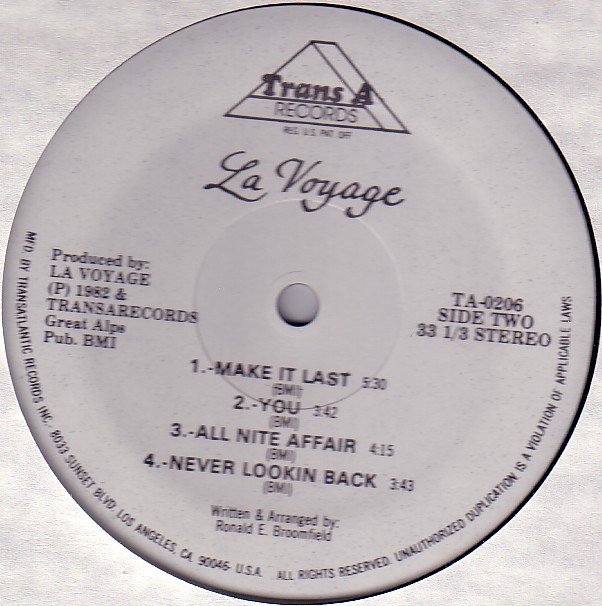 Trans A
RECORDS
REG. U.S. PAT. OFF
La Voyage
Produced by:
LA VOYAGE
(P) 1982 &
TRANSARECORDS
Great Alps
Pub. BMI
TA-0206
SIDE TWO
33 1/3 STEREO
1.-MAKE IT LAST 5:30
(BMI)
2.-YOU 3:42
(BMI)
3.-ALL NITE AFFAIR 4:15
(BMI)
4.-NEVER LOOKIN BACK 3:43
(BMI)
Written & Arranged by:
Ronald E. Broomfield
MFD. BY TRANSATLANTIC RECORDS INC. 8033 SUNSET BLVD, LOS ANGELES, CA 90046- U.S.A. ALL RIGHTS RESERVED. UNAUTHORIZED DUPLICATION IS A VIOLATION OF APPLICABLE LAWS